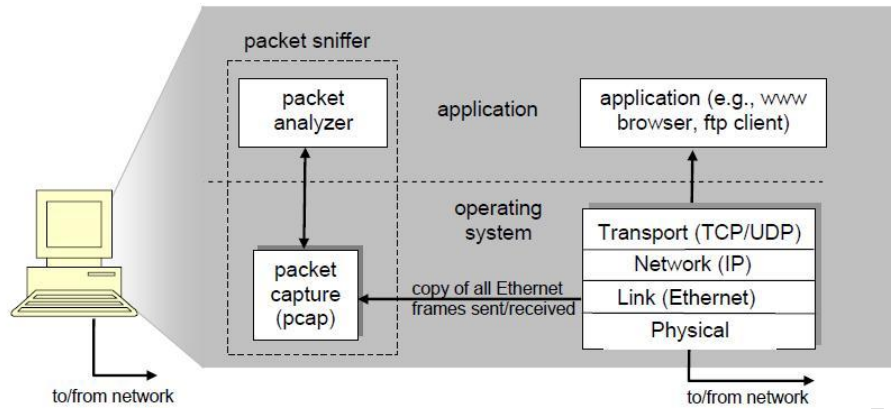 packet sniffer
packet
analyzer
application
application (e.g., www
browser, ftp client)
operating
system
packet
capture
(pcap)
copy of all Ethernet
frames sent/received
Transport (TCP/UDP)
Network (IP)
Link (Ethernet)
Physical
to/from network
to/from network